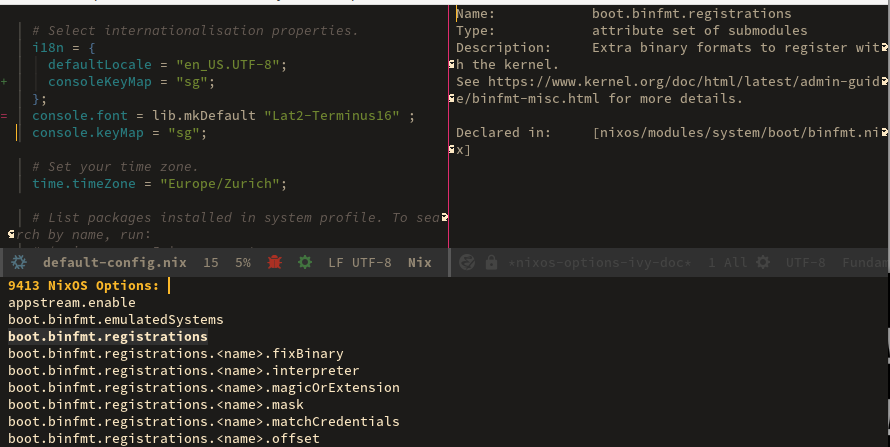 # Select internationalisation properties.
i18n = {
defaultLocale = "en_US.UTF-8";
+ consoleKeyMap = "sg";
};
= console.font = lib.mkDefault "Lat2-Terminus16" ;
console.keyMap = "sg";
# Set your time zone.
time.timeZone = "Europe/Zurich";
# List packages installed in system profile. To sea
rch by name, run:
default-config.nix 15 5% LF UTF-8 Nix
Name: boot.binfmt.registrations
Type: attribute set of submodules
Description: Extra binary formats to register wit
h the kernel.
See https://www.kernel.org/doc/html/latest/admin-guid
e/binfmt-misc.html for more details.
Declared in: [nixos/modules/system/boot/binfmt.ni
x]
*nixos-options-ivy-doc* 1 All UTF-8 Fundam
9413 NixOS Options:
appstream.enable
boot.binfmt.emulatedSystems
boot.binfmt.registrations
boot.binfmt.registrations.<name>.fixBinary
boot.binfmt.registrations.<name>.interpreter
boot.binfmt.registrations.<name>.magicOrExtension
boot.binfmt.registrations.<name>.mask
boot.binfmt.registrations.<name>.matchCredentials
boot.binfmt.registrations.<name>.offset